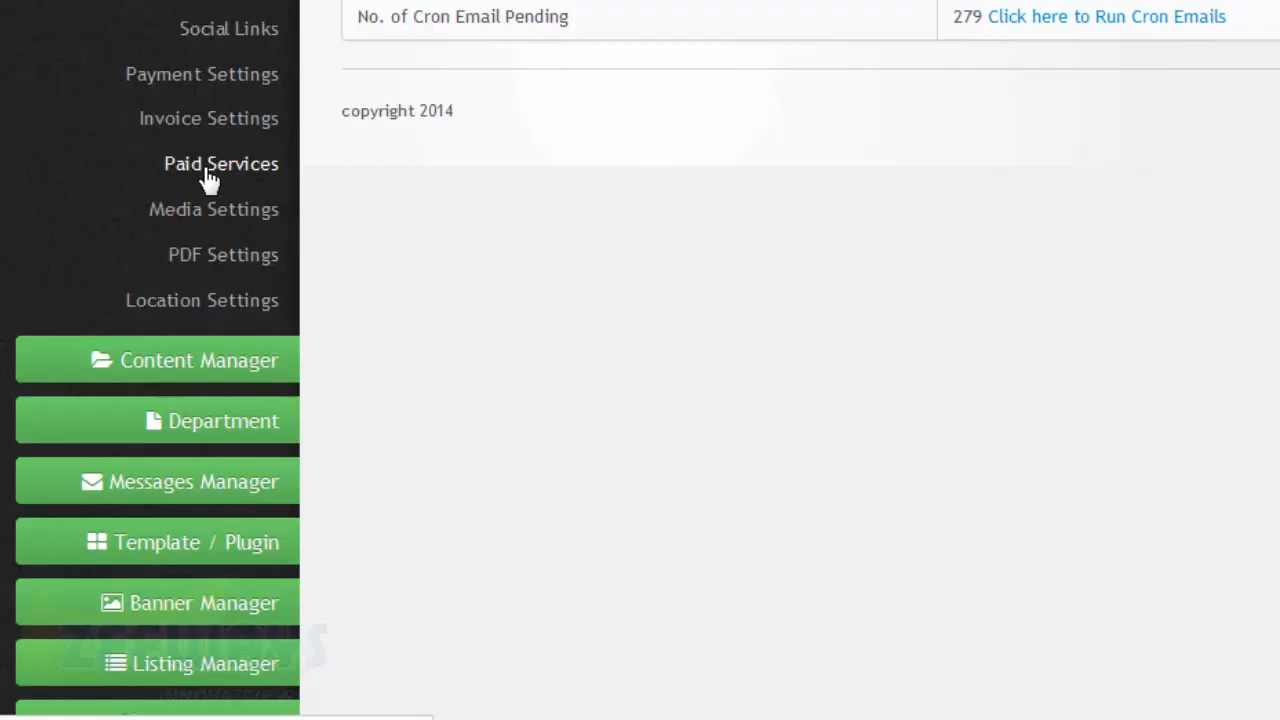 Social Links
Payment Settings
Invoice Settings
Paid Services
Media Settings
PDF Settings
Location Settings
Content Manager
Department
Messages Manager
Template / Plugin
Banner Manager
Listing Manager
No. of Cron Email Pending
279 Click here to Run Cron Emails
copyright 2014